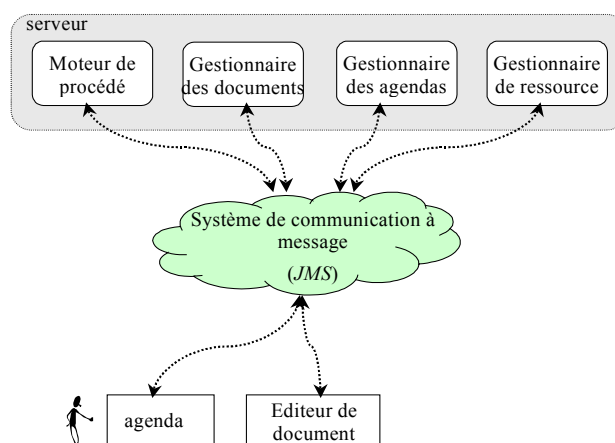 serveur
Moteur de
procédé
Gestionnaire
des documents
Gestionnaire
des agendas
Gestionnaire
de ressource
Système de communication à
message
(JMS)
agenda
Editeur de
document